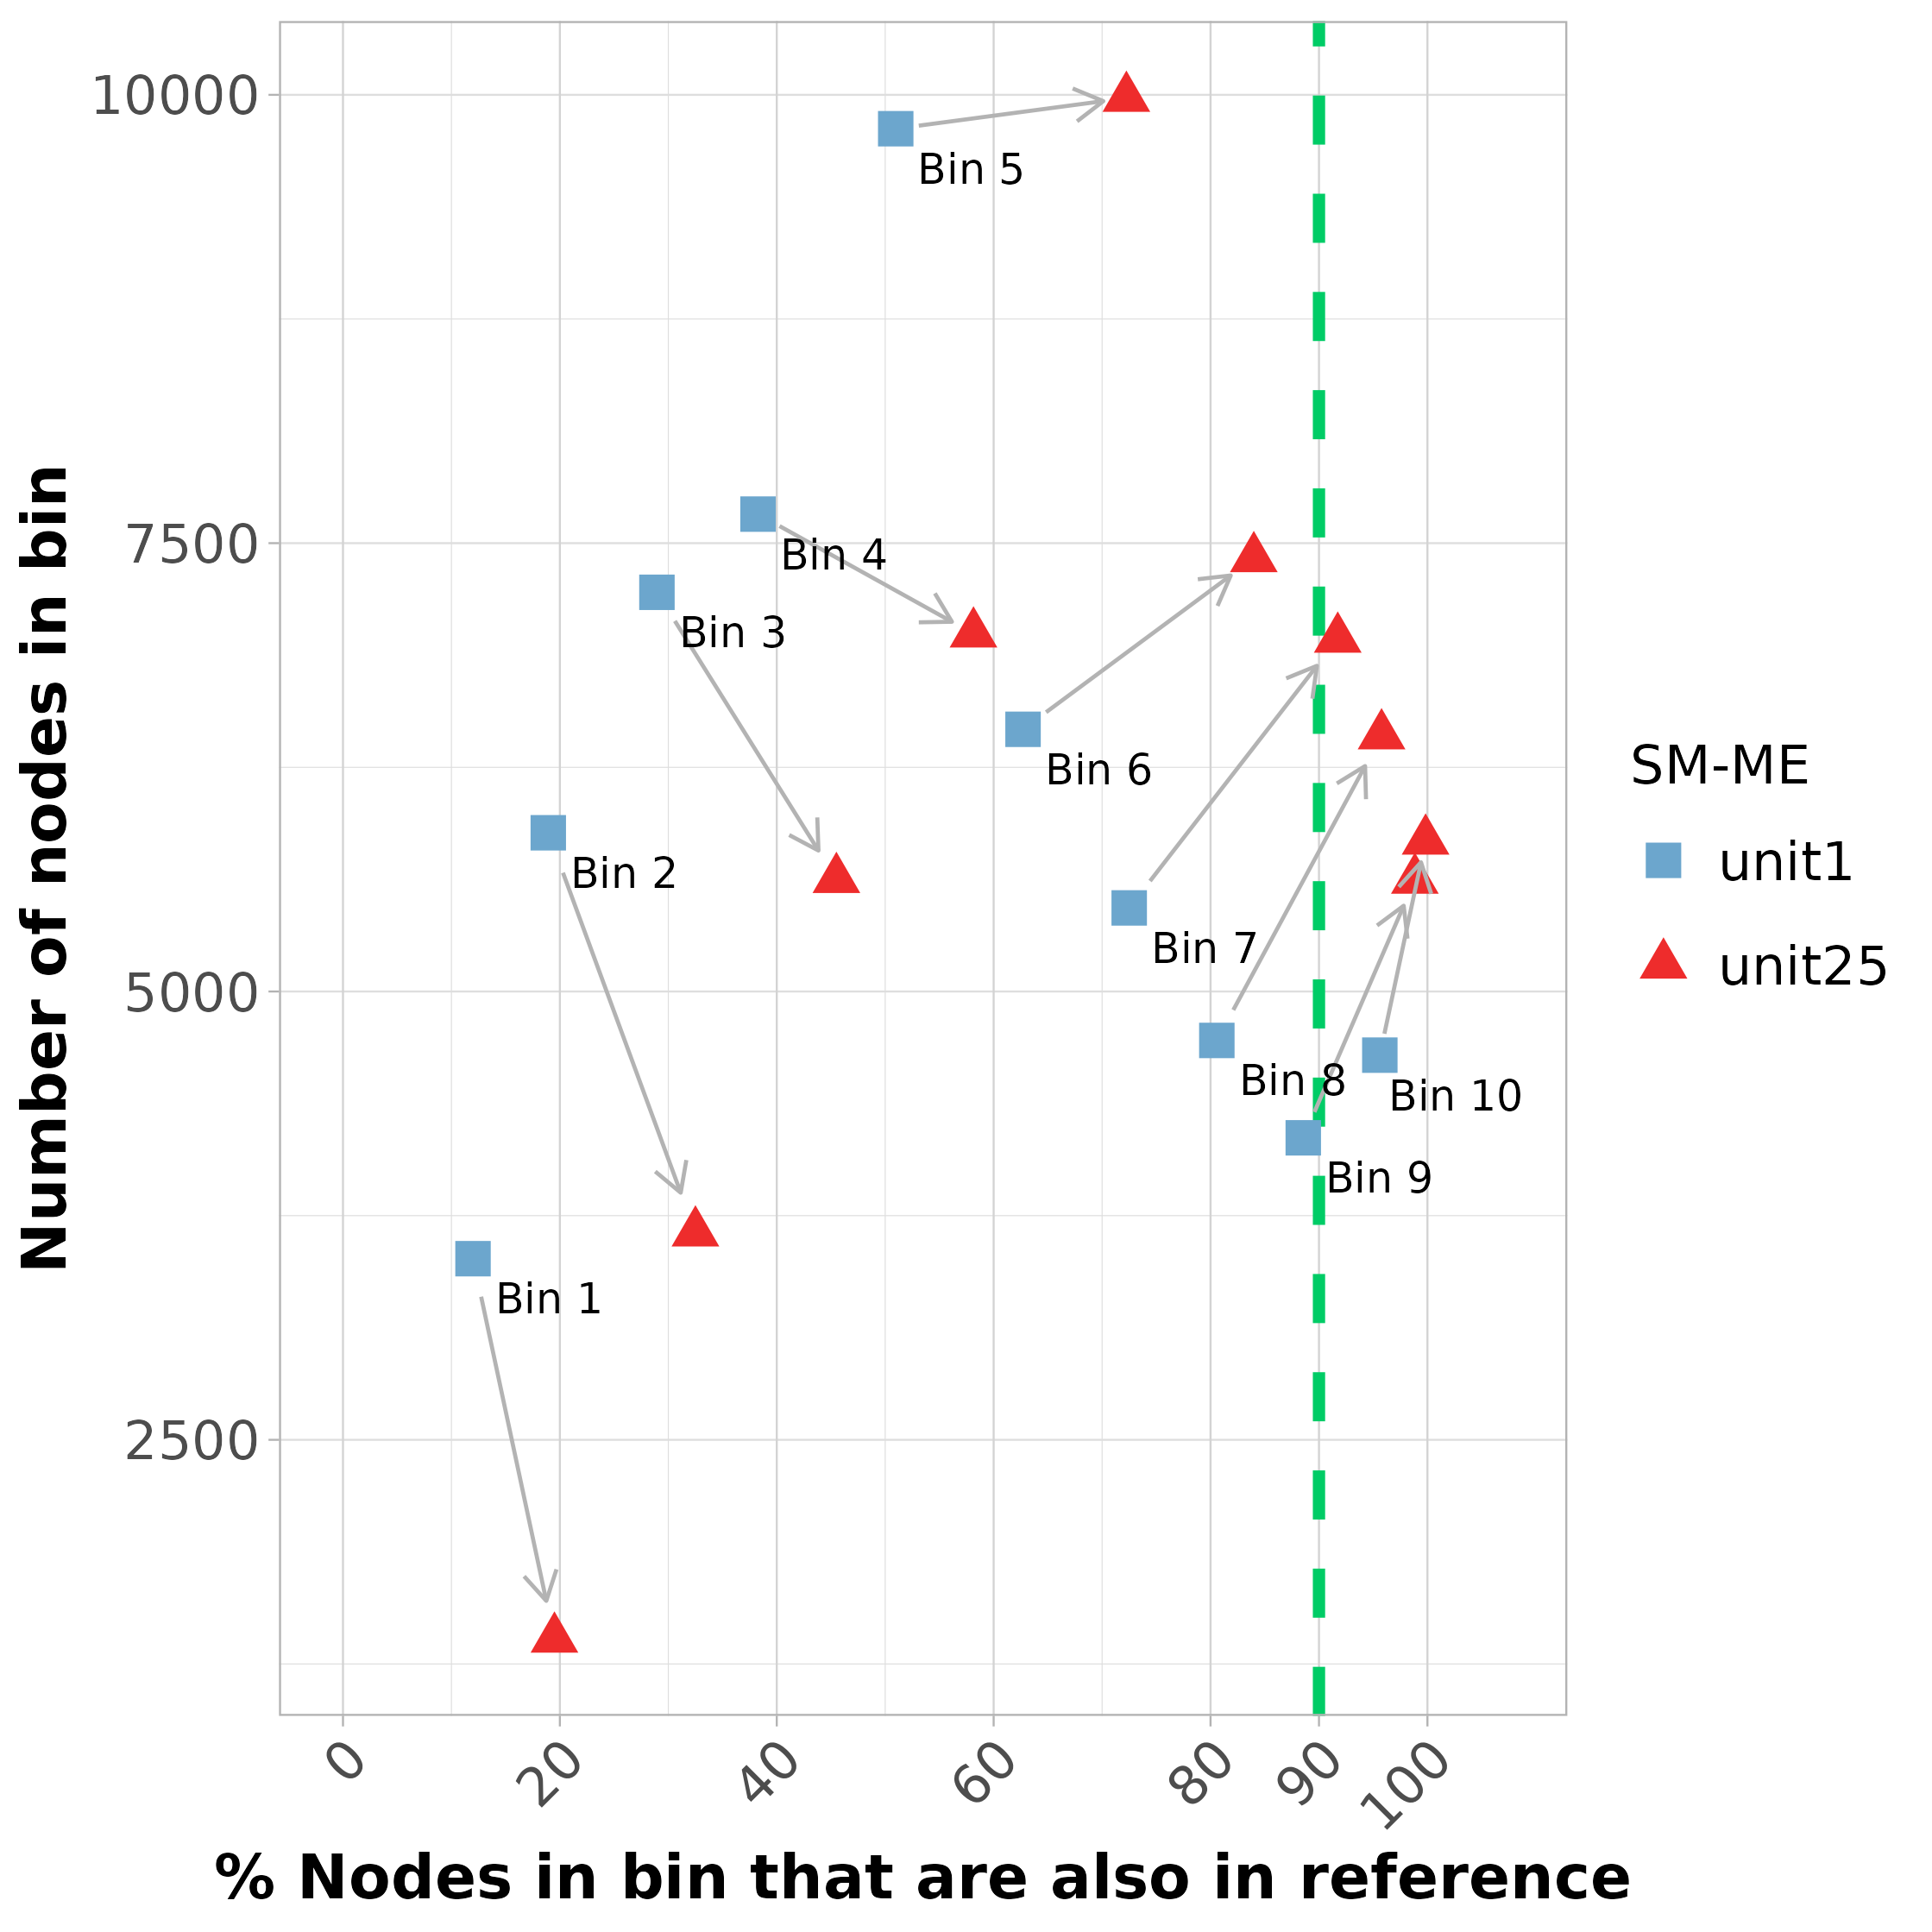 10000
7500
5000
2500
Number of nodes in bin
Bin 5
Bin 4
Bin 3
Bin 6
Bin 2
Bin 7
Bin 8
Bin 10
Bin 9
Bin 1
SM-ME
unit1
unit25
0
20
40
60
80
90
100
% Nodes in bin that are also in reference